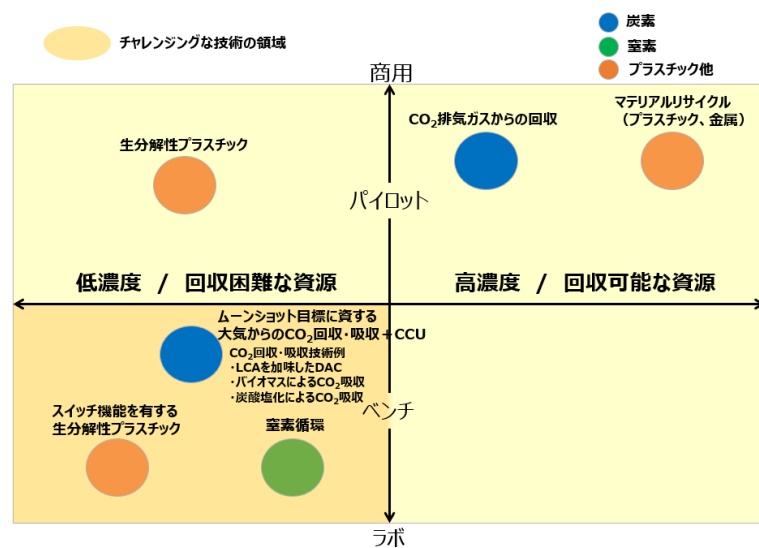 チャレンジングな技術の領域
炭素
窒素
プラスチック他
商用
マテリアルリサイクル
（プラスチック、金属）
CO₂排気ガスからの回収
生分解性プラスチック
パイロット
低濃度 / 回収困難な資源
高濃度 / 回収可能な資源
ムーンショット目標に資する
大気からのCO₂回収・吸収＋CCU
CO₂回収・吸収技術例
・LCAを加味したDAC
・バイオマスによるCO₂吸収
・炭酸塩化によるCO₂吸収
ベンチ
スイッチ機能を有する
生分解性プラスチック
窒素循環
ラボ